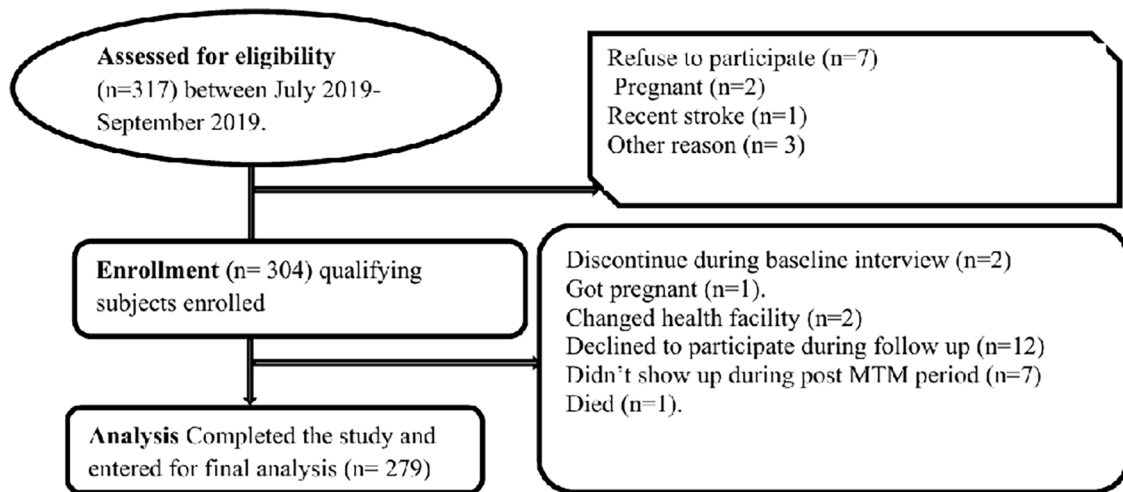 Assessed for eligibility
(n=317) between July 2019-
September 2019.
Refuse to participate (n=7)
Pregnant (n=2)
Recent stroke (n=1)
Other reason (n= 3)
Enrollment (n= 304) qualifying
subjects enrolled
Discontinue during baseline interview (n=2)
Got pregnant (n=1).
Changed health facility (n=2)
Declined to participate during follow up (n=12)
Didn’t show up during post MTM period (n=7)
Died (n=1).
Analysis Completed the study and
entered for final analysis (n= 279)